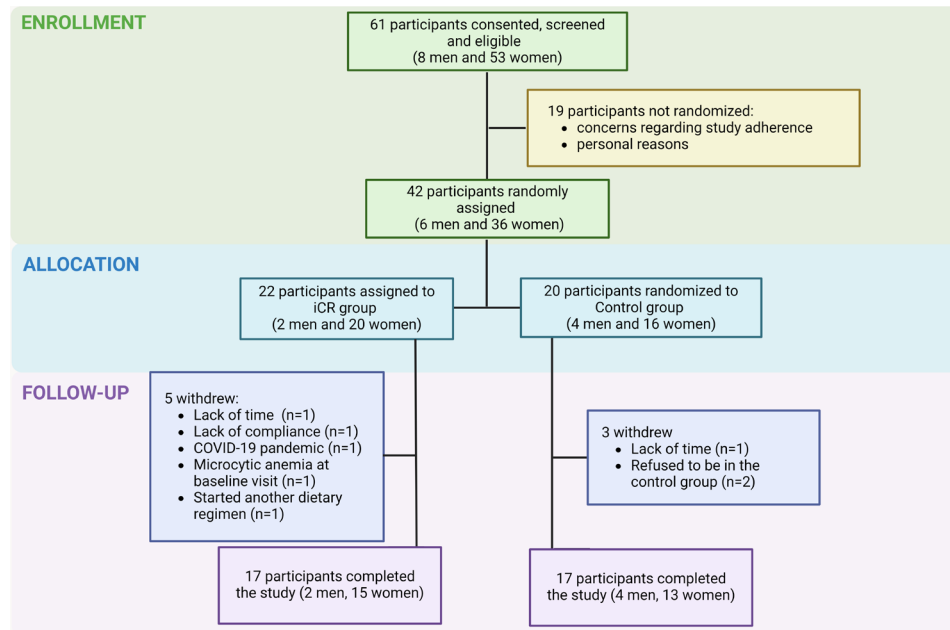 ENROLLMENT
61 participants consented, screened
and eligible
(8 men and 53 women)
19 participants not randomized:
• concerns regarding study adherence
• personal reasons
42 participants randomly
assigned
(6 men and 36 women)
ALLOCATION
22 participants assigned to
iCR group
(2 men and 20 women)
20 participants randomized to
Control group
(4 men and 16 women)
FOLLOW-UP
5 withdrew:
• Lack of time (n=1)
• Lack of compliance (n=1)
• COVID-19 pandemic (n=1)
• Microcytic anemia at
baseline visit (n=1)
• Started another dietary
regimen (n=1)
3 withdrew
• Lack of time (n=1)
• Refused to be in the
control group (n=2)
17 participants completed
the study (2 men, 15 women)
17 participants completed
the study (4 men, 13 women)